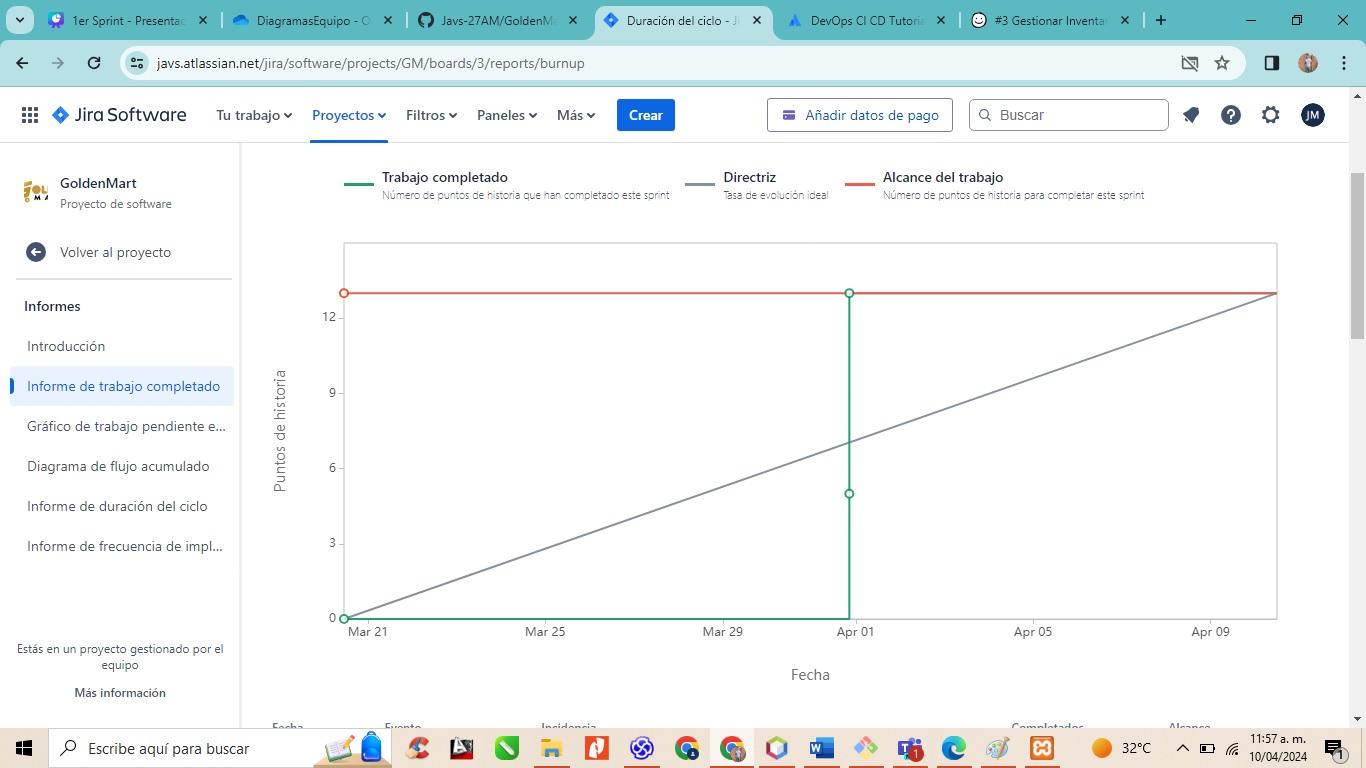 1er Sprint - Presentac
DiagramasEquipo - O
Javs-27AM/GoldenMa
Duración del ciclo - Ji
DevOps CI CD Tutoria
#3 Gestionar Inventa
javs.atlassian.net/jira/software/projects/GM/boards/3/reports/burnup
Jira Software
Tu trabajo
Proyectos
Filtros
Paneles
Más
Crear
Añadir datos de pago
Buscar
JM
GoldenMart
Proyecto de software
Volver al proyecto
Informes
Introducción
Informe de trabajo completado
Gráfico de trabajo pendiente e...
Diagrama de flujo acumulado
Informe de duración del ciclo
Informe de frecuencia de impl...
Estás en un proyecto gestionado por el
equipo
Más información
Trabajo completado
Número de puntos de historia que han completado este sprint
Directriz
Tasa de evolución ideal
Alcance del trabajo
Número de puntos de historia para completar este sprint
Puntos de historia
12
9
6
3
0
Mar 21
Mar 25
Mar 29
Apr 01
Apr 05
Apr 09
Fecha
Fecha
Evento
Incidencia
Completados
Alcance
Escribe aquí para buscar
1
32°C
11:57 a. m.
10/04/2024
1